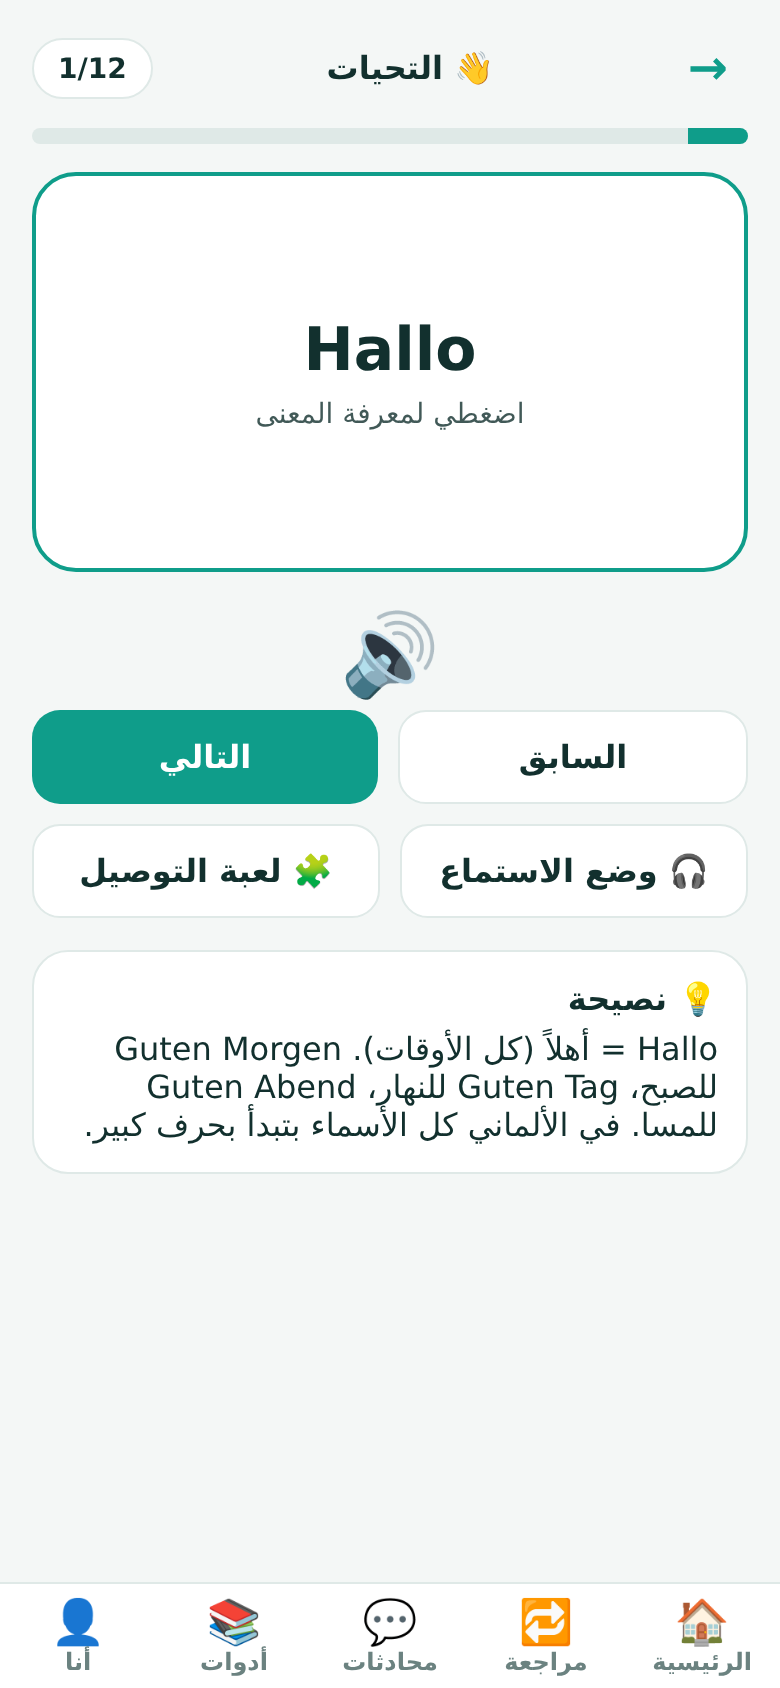 →
👋 التحيات
1/12
Hallo
اضغطي لمعرفة المعنى
السابق
التالي
🎧 وضع الاستماع
🧩 لعبة التوصيل
💡 نصيحة
Hallo = أهلاً (كل الأوقات). Guten Morgen
للصبح، Guten Tag للنهار، Guten Abend
للمسا. في الألماني كل الأسماء بتبدأ بحرف كبير.
الرئيسية
مراجعة
محادثات
أدوات
أنا